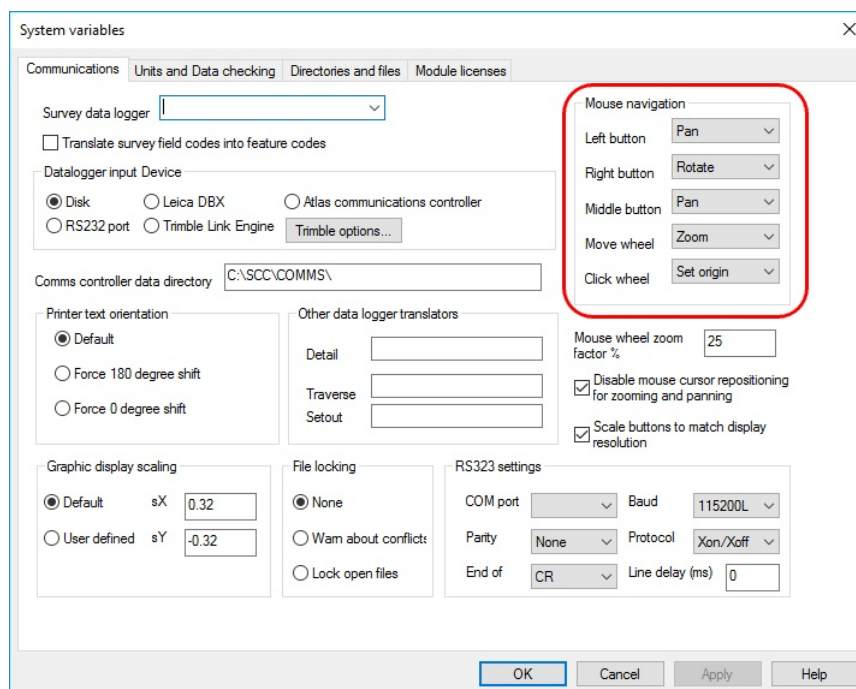 System variables
Communications Units and Data checking Directories and files Module licenses
Survey data logger
Translate survey field codes into feature codes
Datalogger input Device
Disk Leica DBX Atlas communications controller
RS232 port Trimble Link Engine Trimble options...
Comms controller data directory C:\SCC\COMMS\
Mouse navigation
Left button Pan
Right button Rotate
Middle button Pan
Move wheel Zoom
Click wheel Set origin
Printer text orientation
Default
Force 180 degree shift
Force 0 degree shift
Other data logger translators
Detail
Traverse
Setout
Mouse wheel zoom
factor % 25
Disable mouse cursor repositioning
for zooming and panning
Scale buttons to match display
resolution
Graphic display scaling
Default sX 0.32
User defined sY -0.32
File locking
None
Warn about conflicts
Lock open files
RS323 settings
COM port Baud 115200L
Parity None Protocol Xon/Xoff
End of CR Line delay (ms) 0
OK Cancel Apply Help